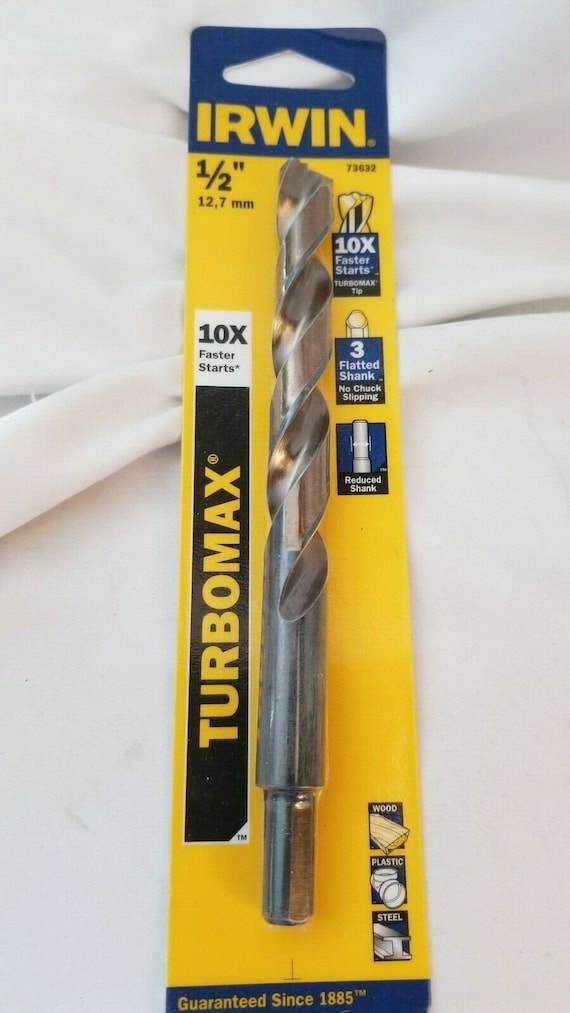 IRWIN®
1/2"
12,7 mm
73632
10X
Faster
Starts*
TURBOMAX®
Tip
3
Flatted
Shank™
No Chuck
Slipping
Reduced
Shank
10X
Faster
Starts*
TURBOMAX®
™
WOOD
PLASTIC
STEEL
Guaranteed Since 1885™